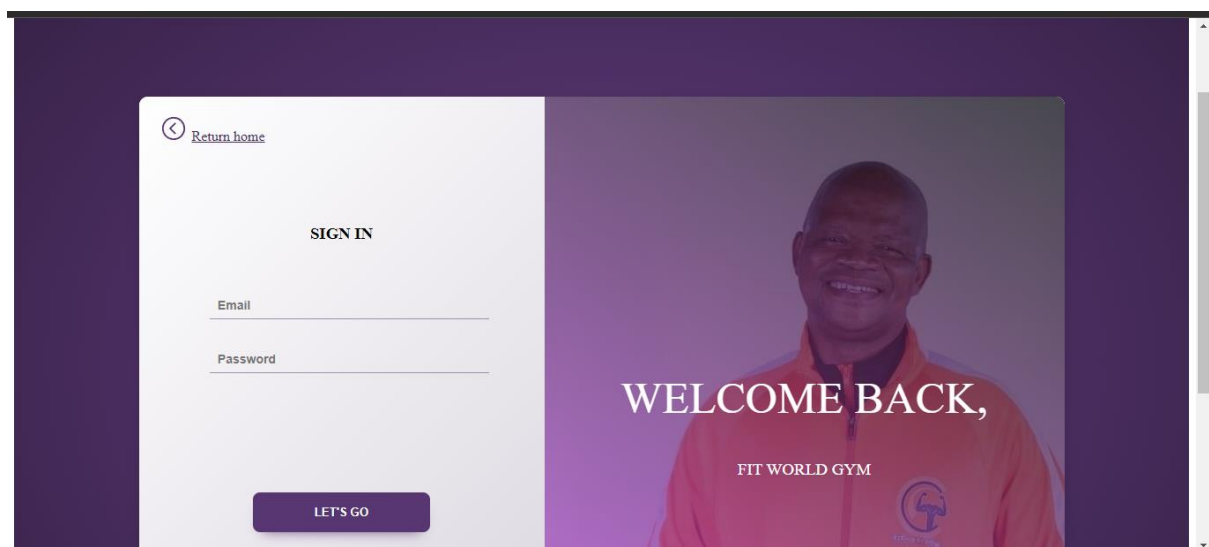 Return home
SIGN IN
Email
Password
LET'S GO
WELCOME BACK,
FIT WORLD GYM